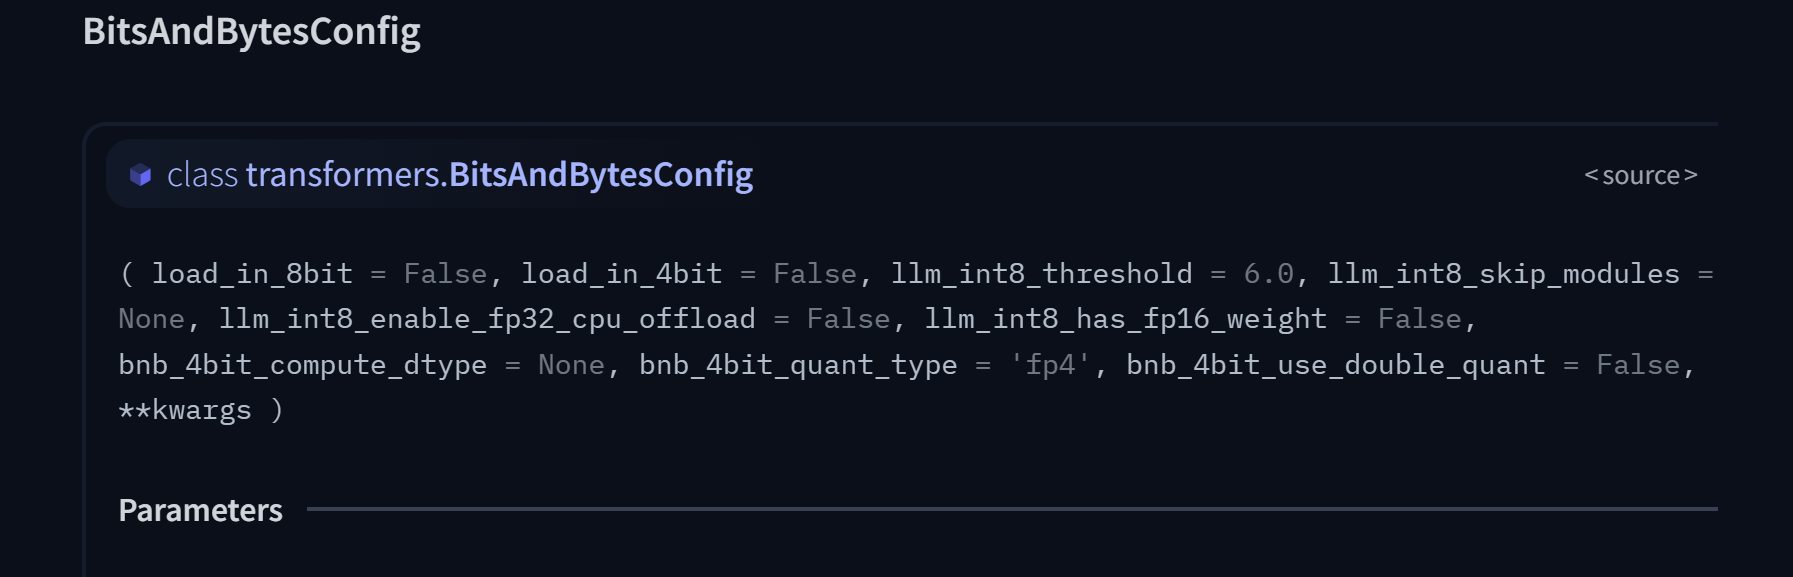 BitsAndBytesConfig
class transformers.BitsAndBytesConfig
<source>
( load_in_8bit = False, load_in_4bit = False, llm_int8_threshold = 6.0, llm_int8_skip_modules =
None, llm_int8_enable_fp32_cpu_offload = False, llm_int8_has_fp16_weight = False,
bnb_4bit_compute_dtype = None, bnb_4bit_quant_type = 'fp4', bnb_4bit_use_double_quant = False,
**kwargs )
Parameters